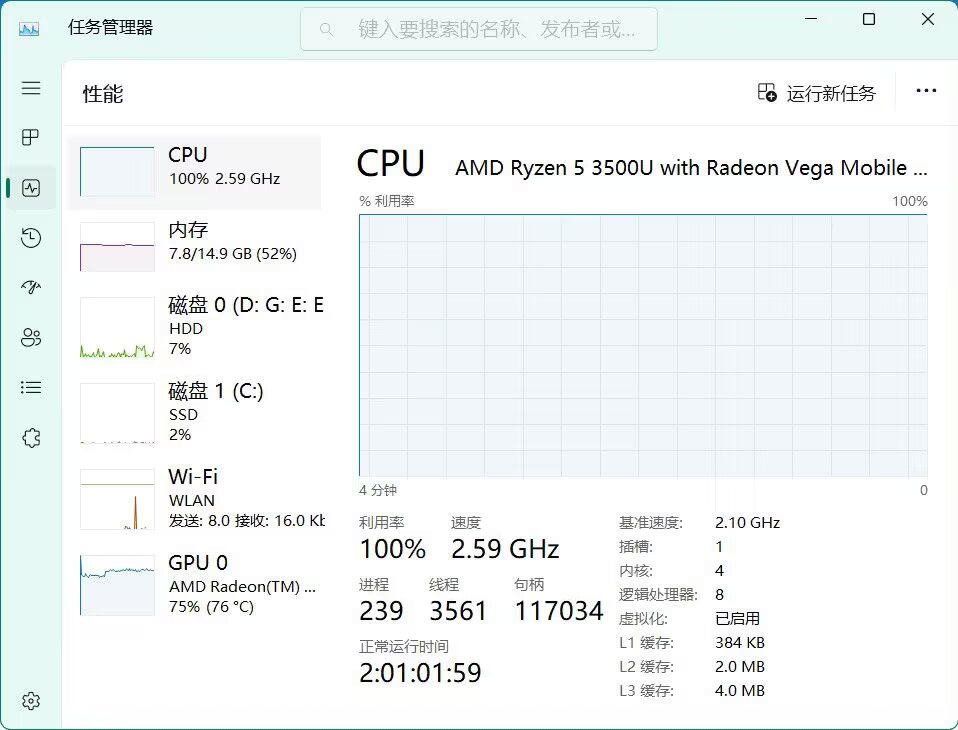 任务管理器
键入要搜索的名称、发布者或...
性能
运行新任务
CPU
100% 2.59 GHz
内存
7.8/14.9 GB (52%)
磁盘 0 (D: G: E: E
HDD
7%
磁盘 1 (C:)
SSD
2%
Wi-Fi
WLAN
发送: 8.0 接收: 16.0 Kb
GPU 0
AMD Radeon(TM) ...
75% (76 °C)
CPU
AMD Ryzen 5 3500U with Radeon Vega Mobile ...
% 利用率
100%
4 分钟
0
利用率
速度
100%
2.59 GHz
进程
线程
句柄
239
3561
117034
正常运行时间
2:01:01:59
基准速度: 2.10 GHz
插槽: 1
内核: 4
逻辑处理器: 8
虚拟化: 已启用
L1 缓存: 384 KB
L2 缓存: 2.0 MB
L3 缓存: 4.0 MB